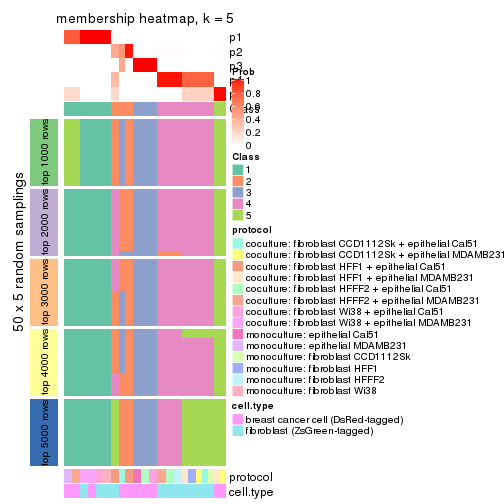 membership heatmap, k = 5
p1
p2
p3
p4
Prob
1
0.8
0.6
0.4
0.2
0
Class
Class
1
2
3
4
5
50 x 5 random samplings
top 1000 rows
top 2000 rows
top 3000 rows
top 4000 rows
top 5000 rows
protocol
coculture: fibroblast CCD1112Sk + epithelial Cal51
coculture: fibroblast CCD1112Sk + epithelial MDAMB231
coculture: fibroblast HFF1 + epithelial Cal51
coculture: fibroblast HFF1 + epithelial MDAMB231
coculture: fibroblast HFFF2 + epithelial Cal51
coculture: fibroblast HFFF2 + epithelial MDAMB231
coculture: fibroblast Wi38 + epithelial Cal51
coculture: fibroblast Wi38 + epithelial MDAMB231
monoculture: epithelial Cal51
monoculture: epithelial MDAMB231
monoculture: fibroblast CCD1112Sk
monoculture: fibroblast HFF1
monoculture: fibroblast HFFF2
monoculture: fibroblast Wi38
cell.type
breast cancer cell (DsRed-tagged)
fibroblast (ZsGreen-tagged)
protocol
cell.type